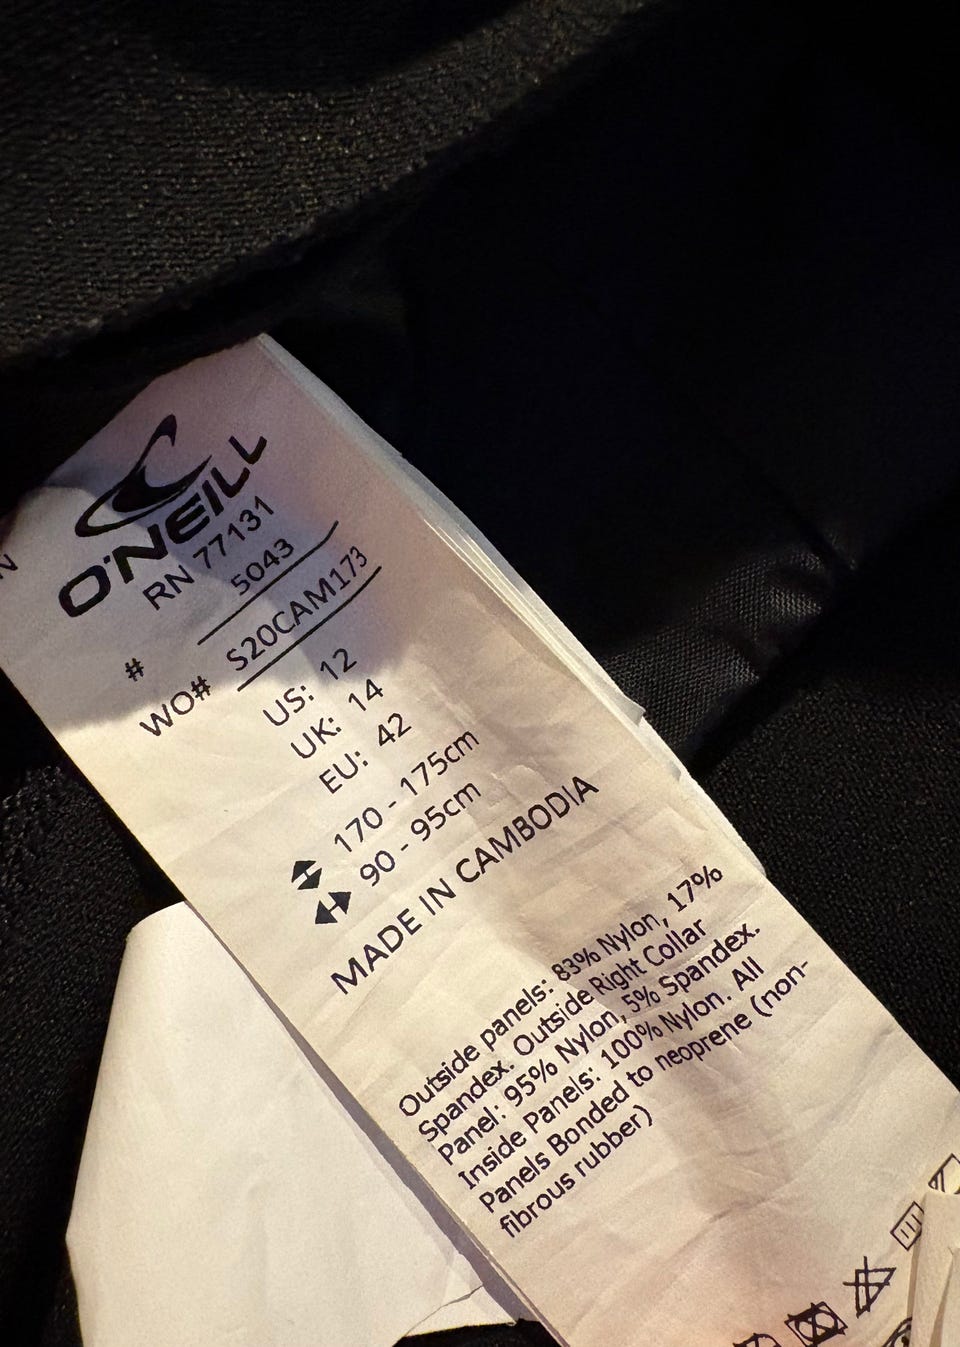 O'NEILL
RN 77131
# 5043
WO# S20CAM173
US: 12
UK: 14
EU: 42
170 - 175cm
90 - 95cm
MADE IN CAMBODIA
Outside panels: 83% Nylon, 17%
Spandex. Outside Right Collar
Panel: 95% Nylon, 5% Spandex.
Inside Panels: 100% Nylon. All
Panels Bonded to neoprene (non-
fibrous rubber)